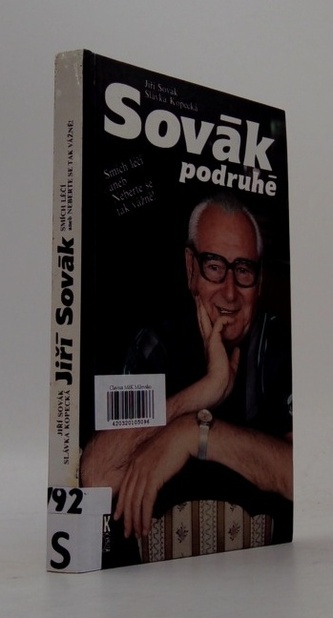 Jiří Sovák
Slávka Kopecká
Sovák
podruhé
Smích léčí
aneb
Neberte se
tak vážně!
420320105094
JIŘÍ SOVÁK
SLÁVKA KOPECKÁ
Jiří Sovák
SMÍCH LÉČÍ
aneb NEBERTE SE TAK VÁŽNĚ!
792
S
K